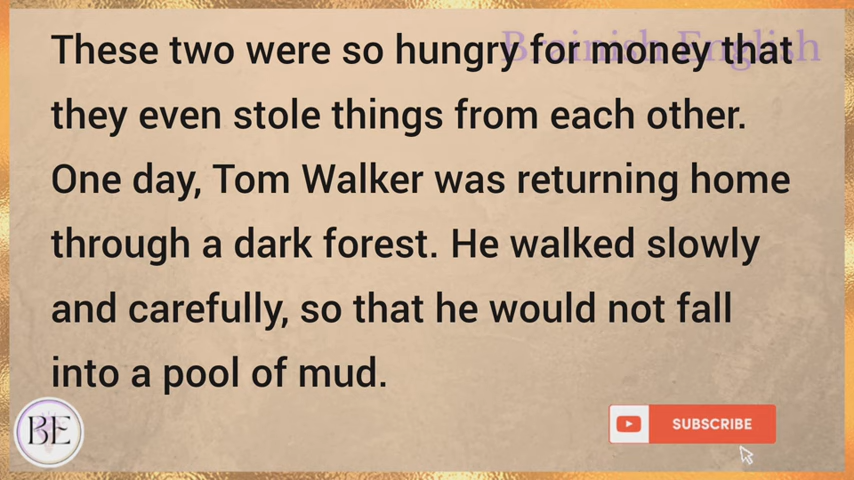 Brainish English
These two were so hungry for money that
they even stole things from each other.
One day, Tom Walker was returning home
through a dark forest. He walked slowly
and carefully, so that he would not fall
into a pool of mud.
BE
SUBSCRIBE